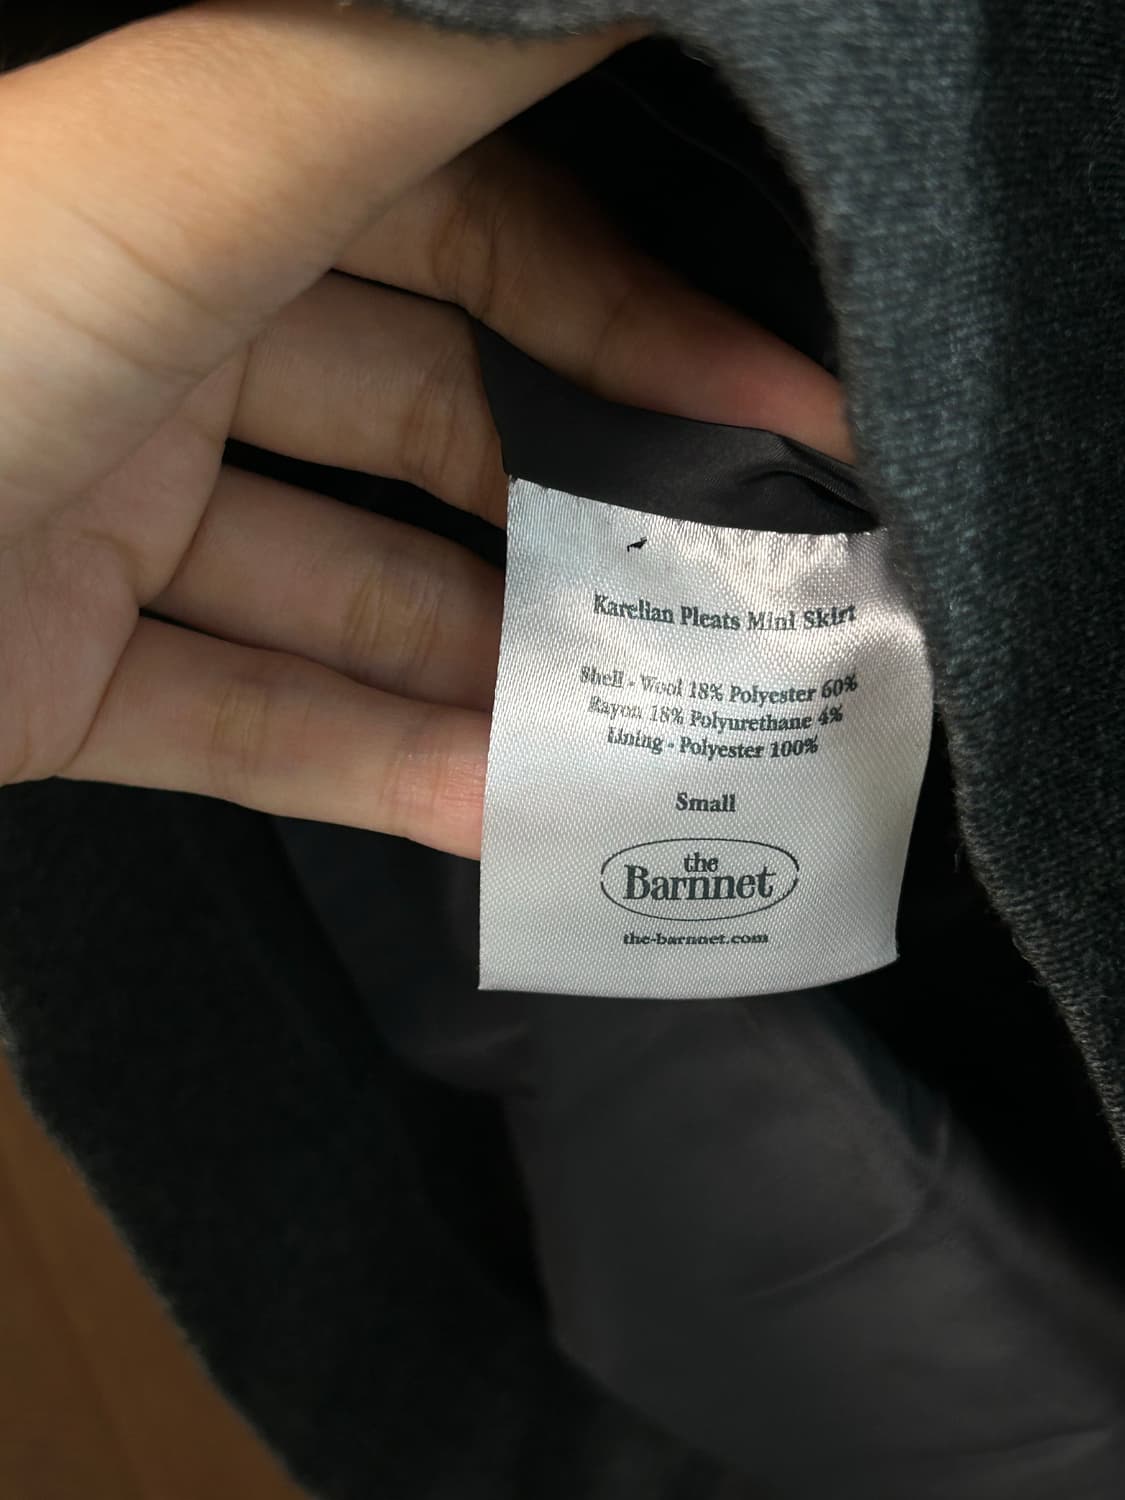 Karelian Pleats Mini Skirt
Shell - Wool 18% Polyester 60%
Rayon 18% Polyurethane 4%
Lining - Polyester 100%
Small
the
Barnnet
the-barnnet.com